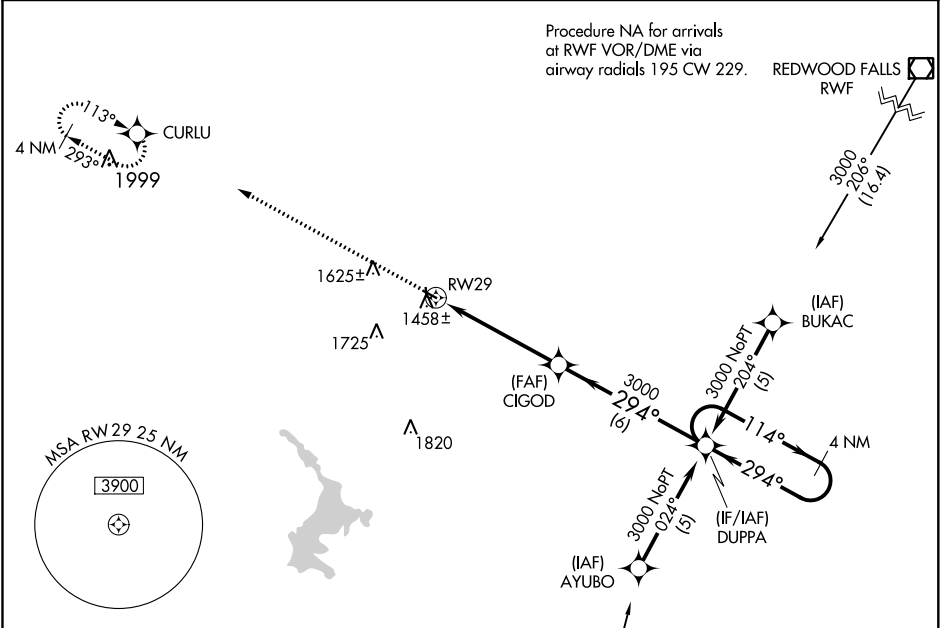 Procedure NA for arrivals
at RWF VOR/DME via
airway radials 195 CW 229.
REDWOOD FALLS
RWF
113°
CURLU
4 NM
293°
1999
3000
206°
(16.4)
1625±
RW29
1458±
1725
(IAF)
BUKAC
3000 NoPT
204°
(5)
(FAF)
CIGOD
3000
294°
(6)
114°
4 NM
294°
1820
MSA RW29 25 NM
3900
3000 NoPT
024°
(5)
(IF/IAF)
DUPPA
(IAF)
AYUBO